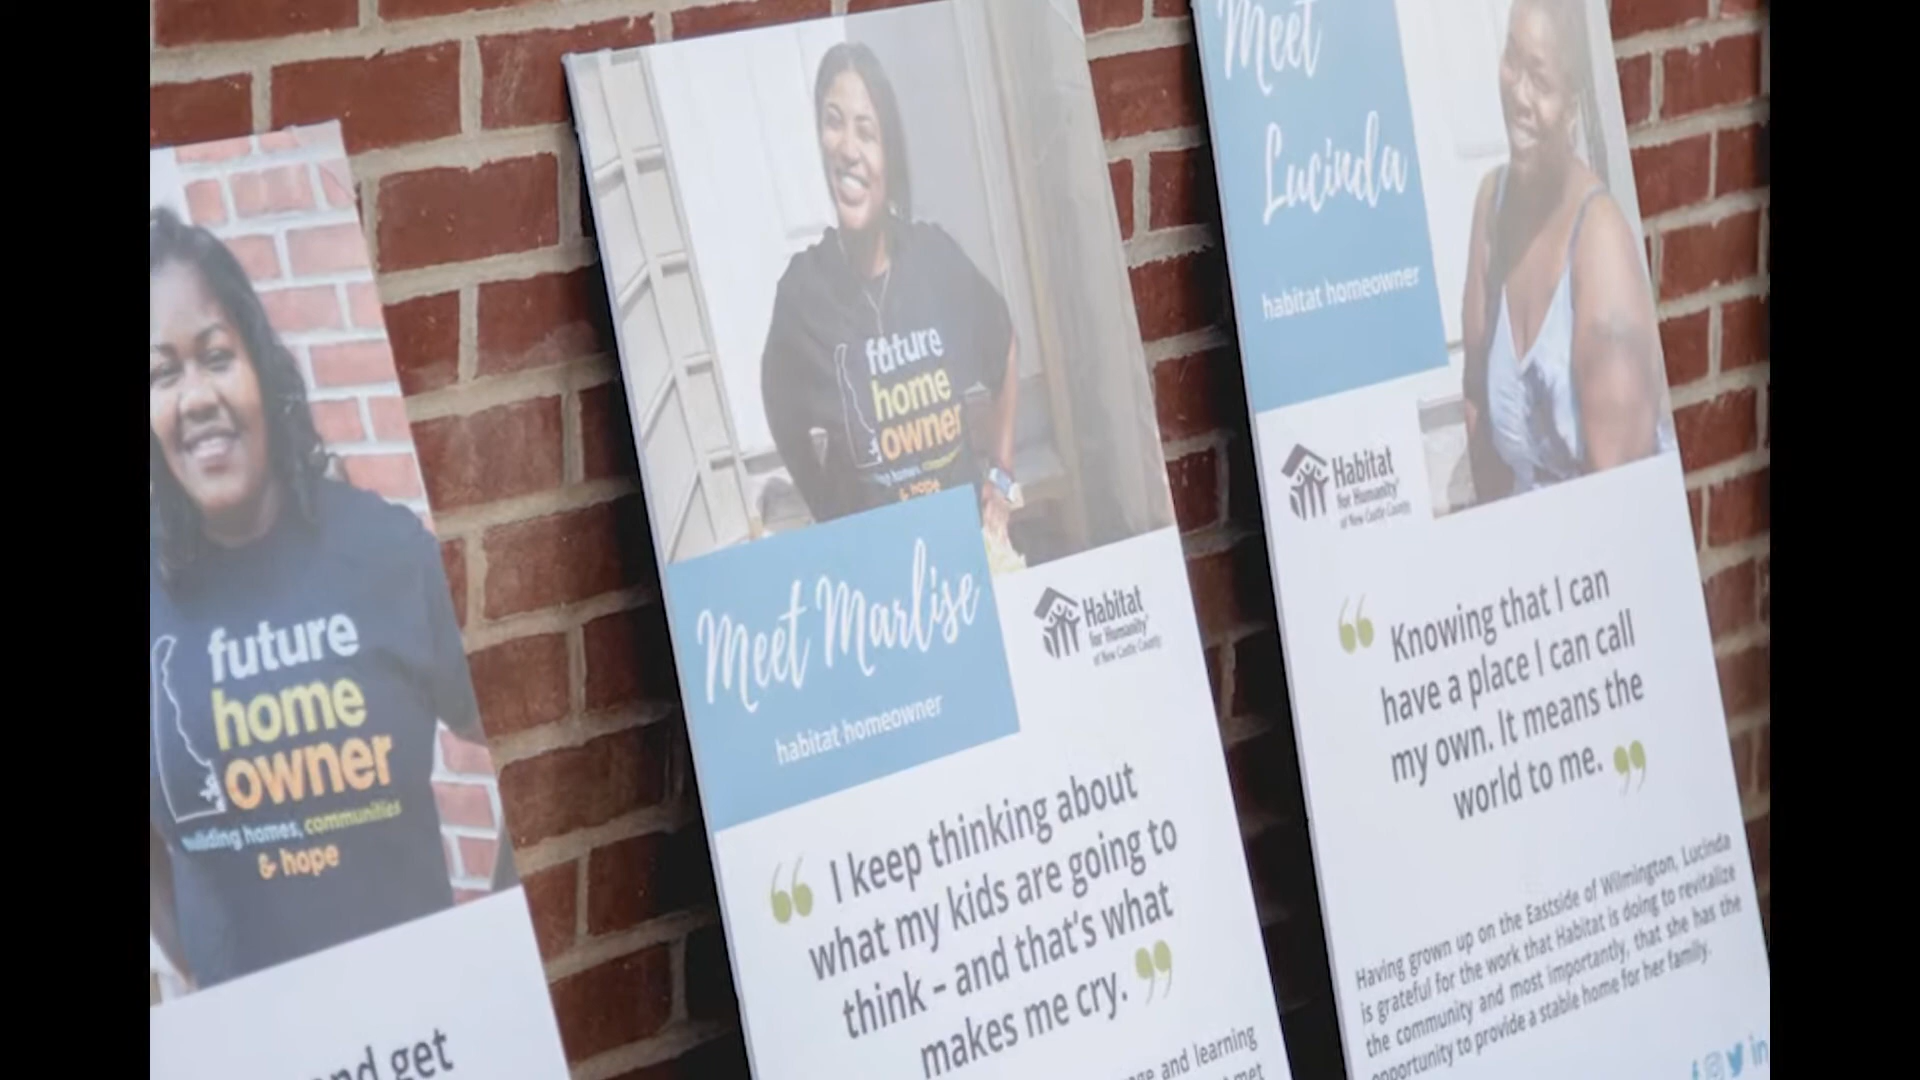 future
home
owner
building homes, communities
& hope
and get
future
home
owner
communities
& hope
Meet Marlise
habitat homeowner
Habitat
for Humanity®
of New Castle County
“ I keep thinking about
what my kids are going to
think – and that's what
makes me cry. ”
and learning
met
Meet
Lucinda
habitat homeowner
Habitat
for Humanity®
of New Castle County
“ Knowing that I can
have a place I can call
my own. It means the
world to me. ”
Having grown up on the Eastside of Wilmington, Lucinda
is grateful for the work that Habitat is doing to revitalize
the community and most importantly, that she has the
opportunity to provide a stable home for her family.